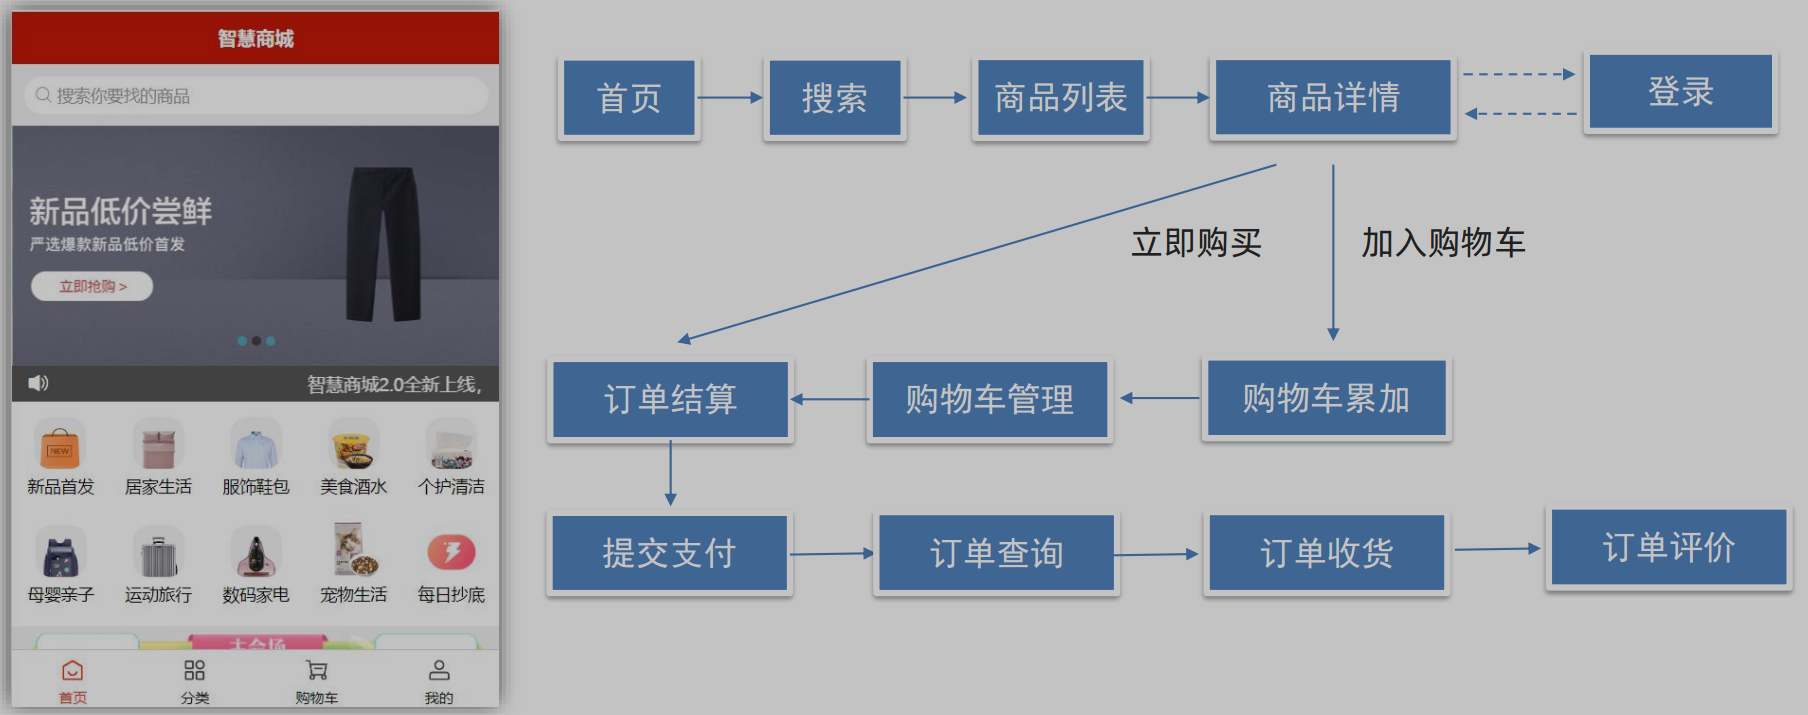 智慧商城
搜索你要找的商品
新品低价尝鲜
严选爆款新品低价首发
立即抢购 >
智慧商城2.0全新上线，
NEW
新品首发 居家生活 服饰鞋包 美食酒水 个护清洁
母婴亲子 运动旅行 数码家电 宠物生活 每日抄底
主会场
首页 分类 购物车 我的
首页 搜索 商品列表 商品详情 登录
立即购买 加入购物车
订单结算 购物车管理 购物车累加
提交支付 订单查询 订单收货 订单评价